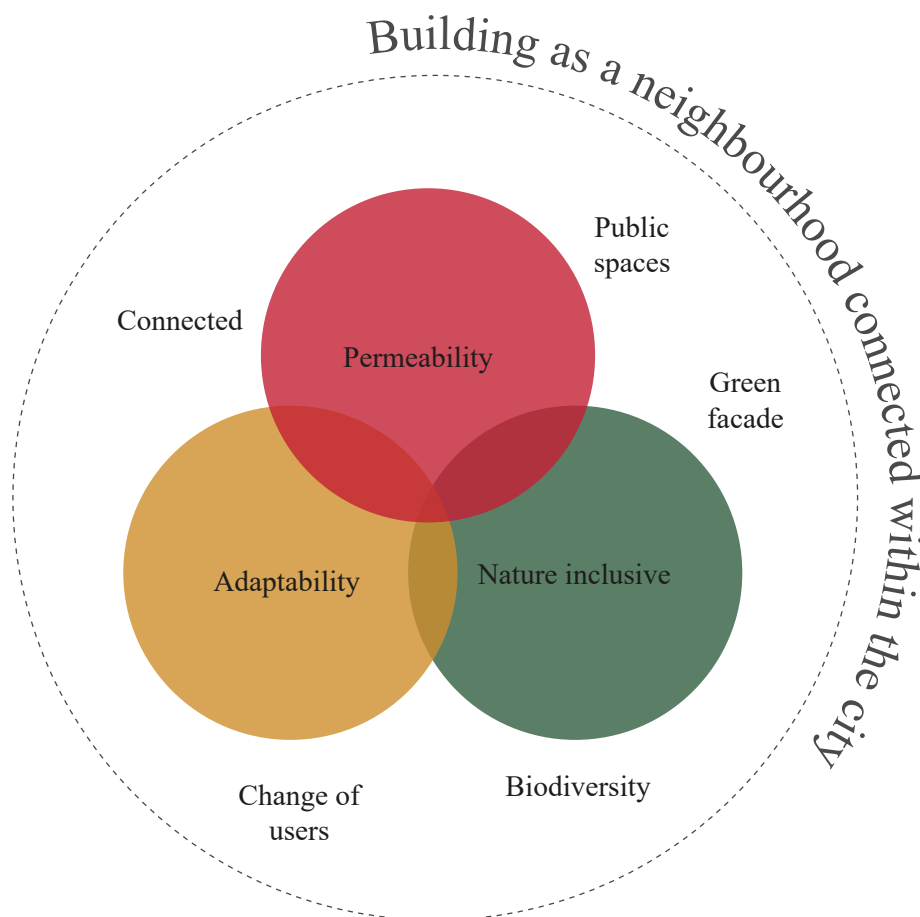 Building as a neighbourhood connected within the city
Public
spaces
Connected
Permeability
Green
facade
Adaptability
Nature inclusive
Change of
users
Biodiversity